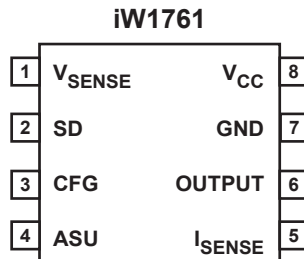 iW1761
1 VSENSE VCC 8
2 SD GND 7
3 CFG OUTPUT 6
4 ASU ISENSE 5